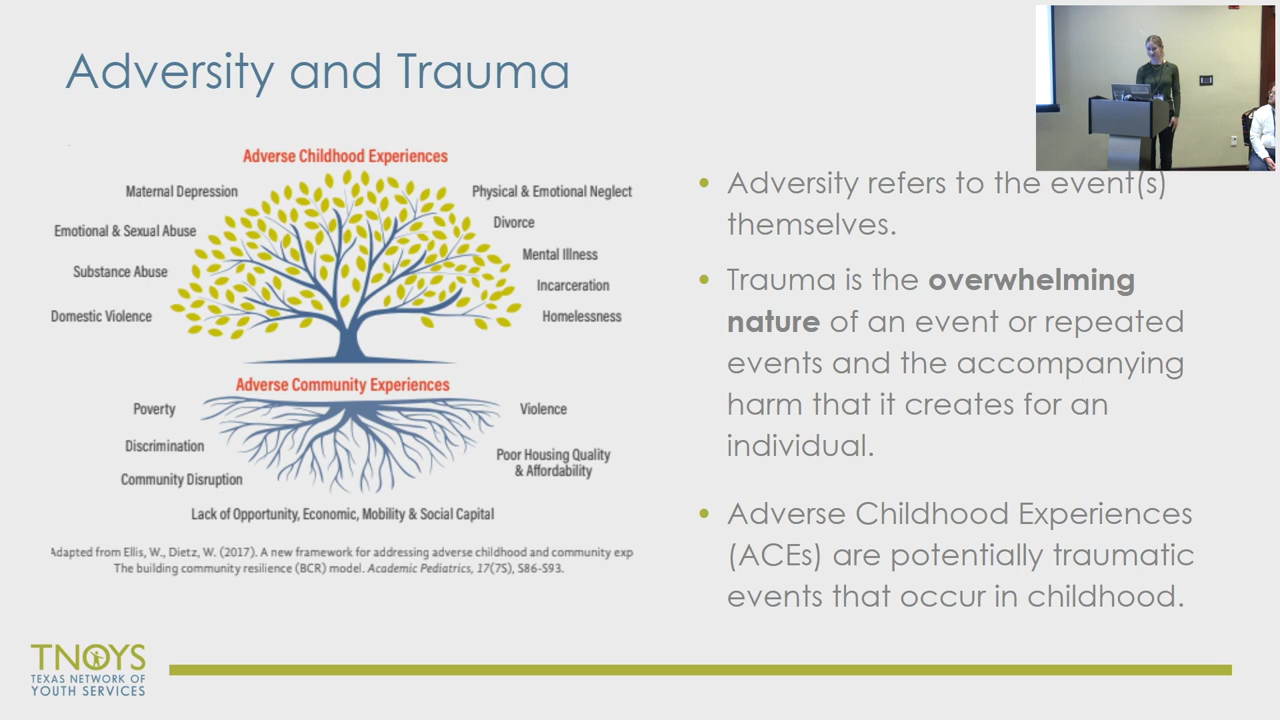 Adversity and Trauma
Adverse Childhood Experiences
Maternal Depression
Physical & Emotional Neglect
Emotional & Sexual Abuse
Divorce
Substance Abuse
Mental Illness
Incarceration
Domestic Violence
Homelessness
Adverse Community Experiences
Poverty
Violence
Discrimination
Poor Housing Quality
& Affordability
Community Disruption
Lack of Opportunity, Economic, Mobility & Social Capital
Adapted from Ellis, W., Dietz, W. (2017). A new framework for addressing adverse childhood and community exp
The building community resilience (BCR) model. Academic Pediatrics, 17(7S), S86-S93.
• Adversity refers to the event(s)
themselves.
• Trauma is the overwhelming
nature of an event or repeated
events and the accompanying
harm that it creates for an
individual.
• Adverse Childhood Experiences
(ACEs) are potentially traumatic
events that occur in childhood.
TNOYS
TEXAS NETWORK OF
YOUTH SERVICES